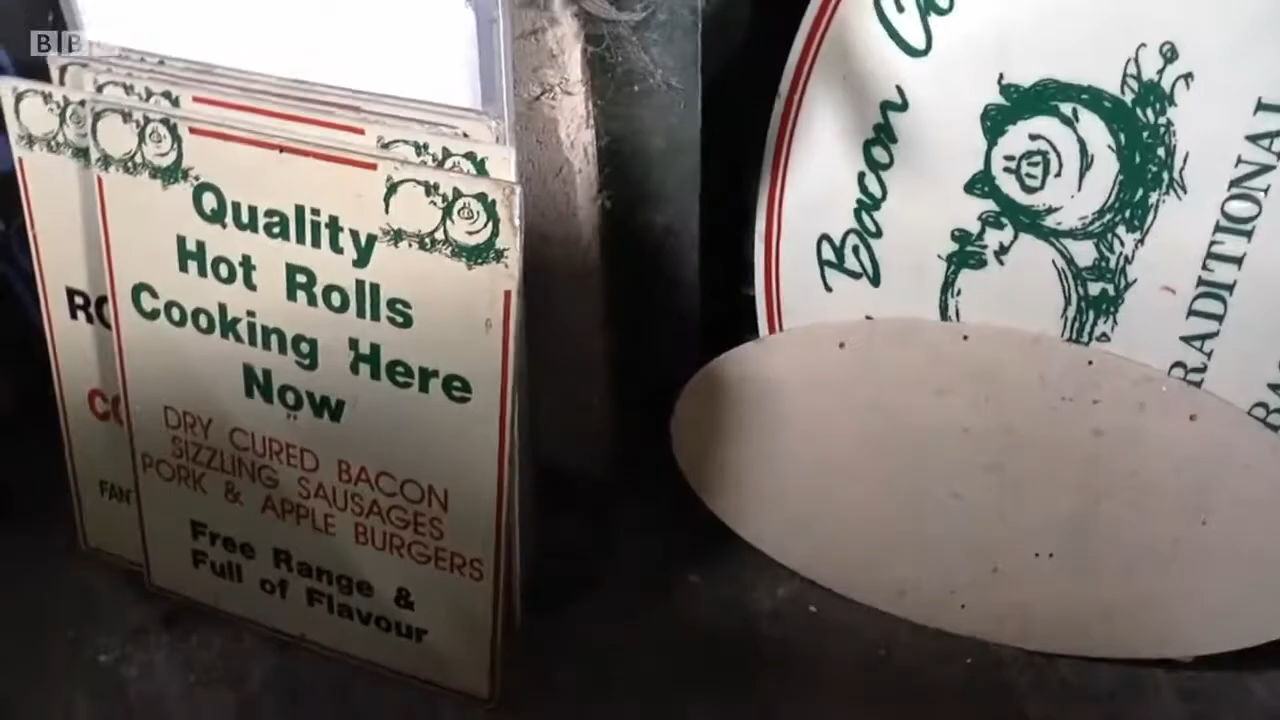 BBC
Quality
Hot Rolls
Cooking Here
Now
DRY CURED BACON
SIZZLING SAUSAGES
PORK & APPLE BURGERS
Free Range &
Full of Flavour
Bacon